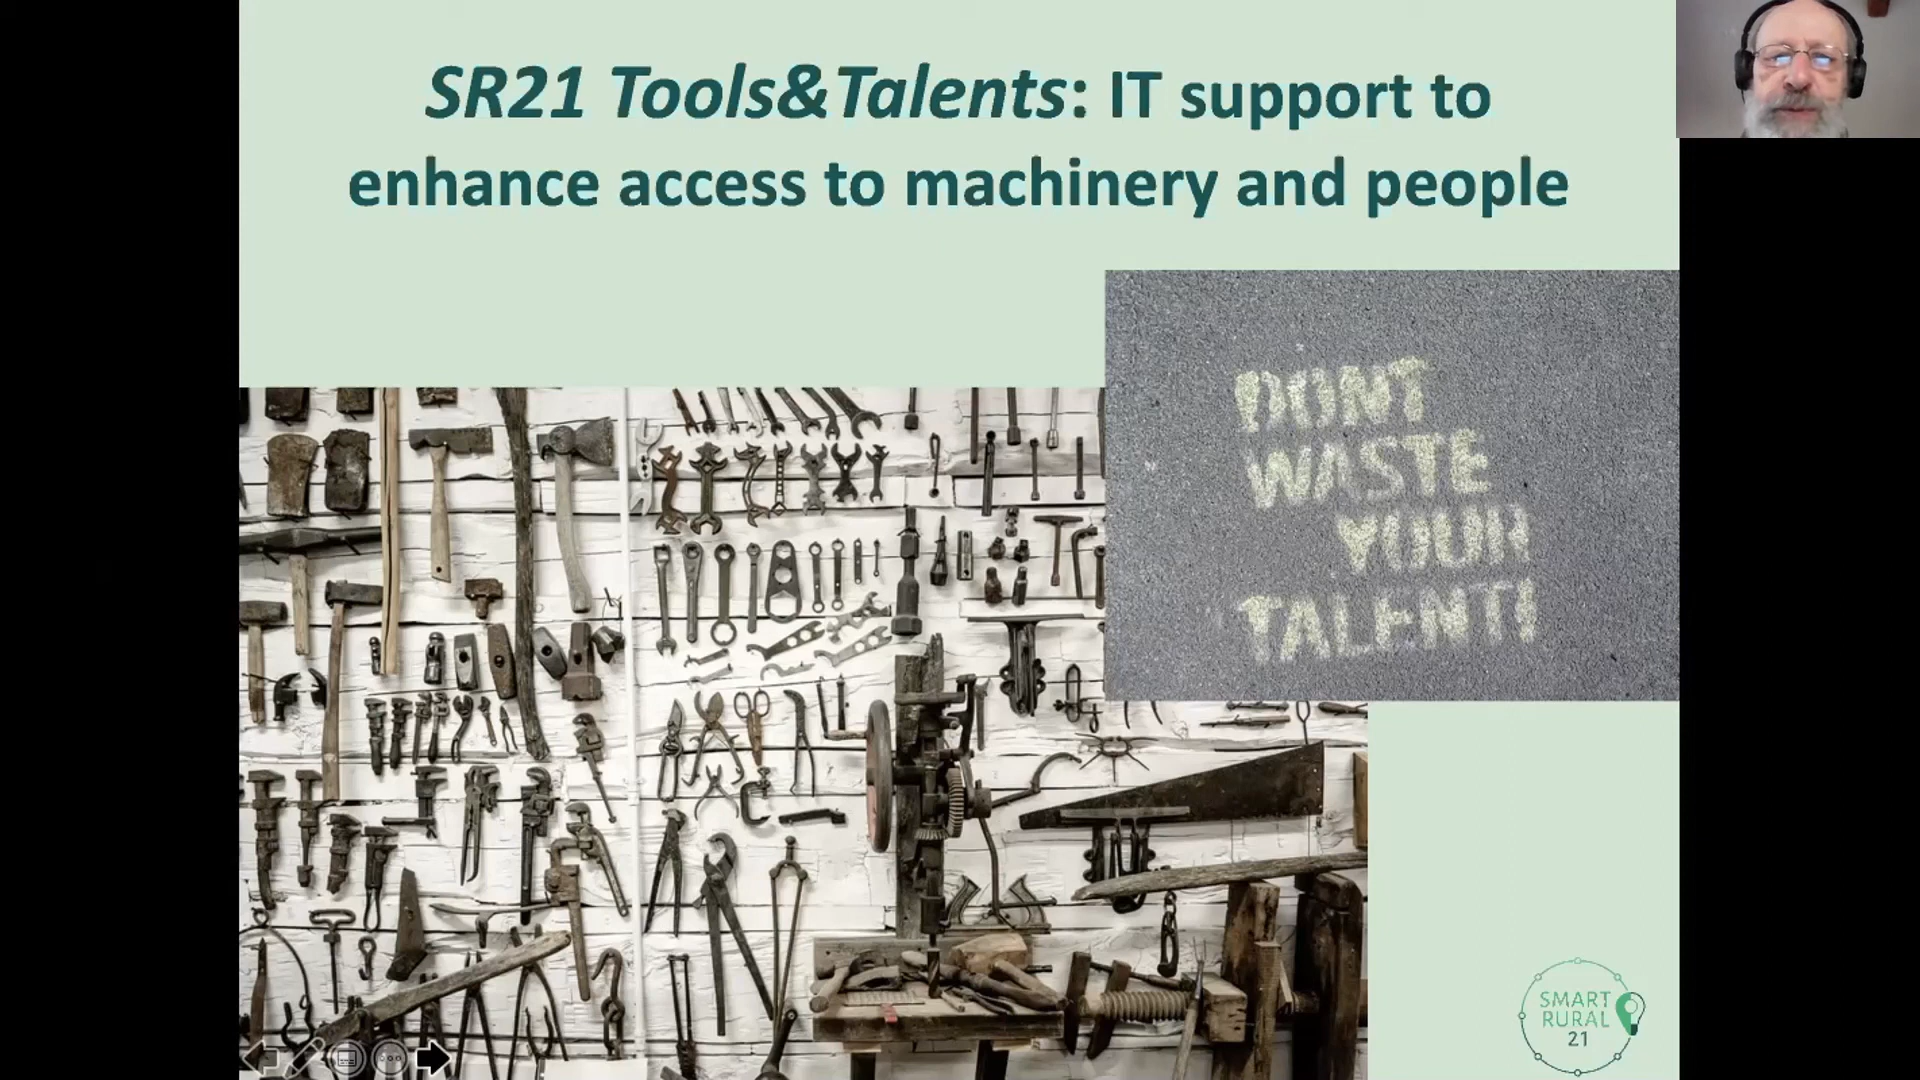 SR21 Tools&Talents: IT support to
enhance access to machinery and people
DONT
WASTE
YOUR
TALENT!
SMART
RURAL
21